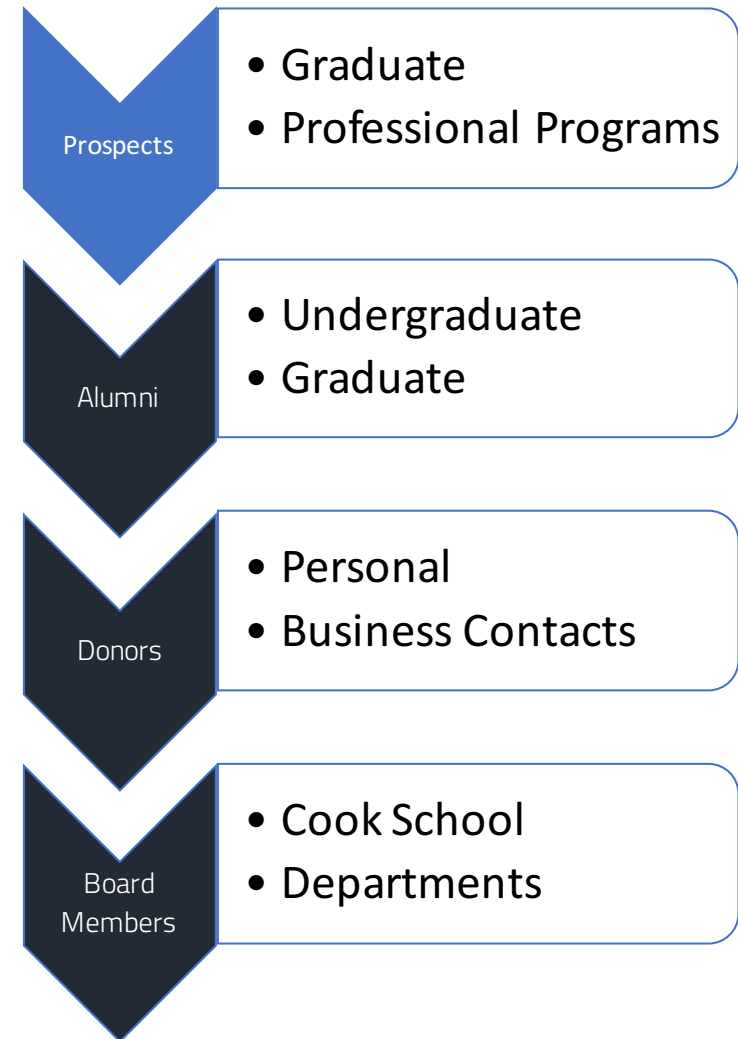 Prospects
• Graduate
• Professional Programs
Alumni
• Undergraduate
• Graduate
Donors
• Personal
• Business Contacts
Board
Members
• Cook School
• Departments